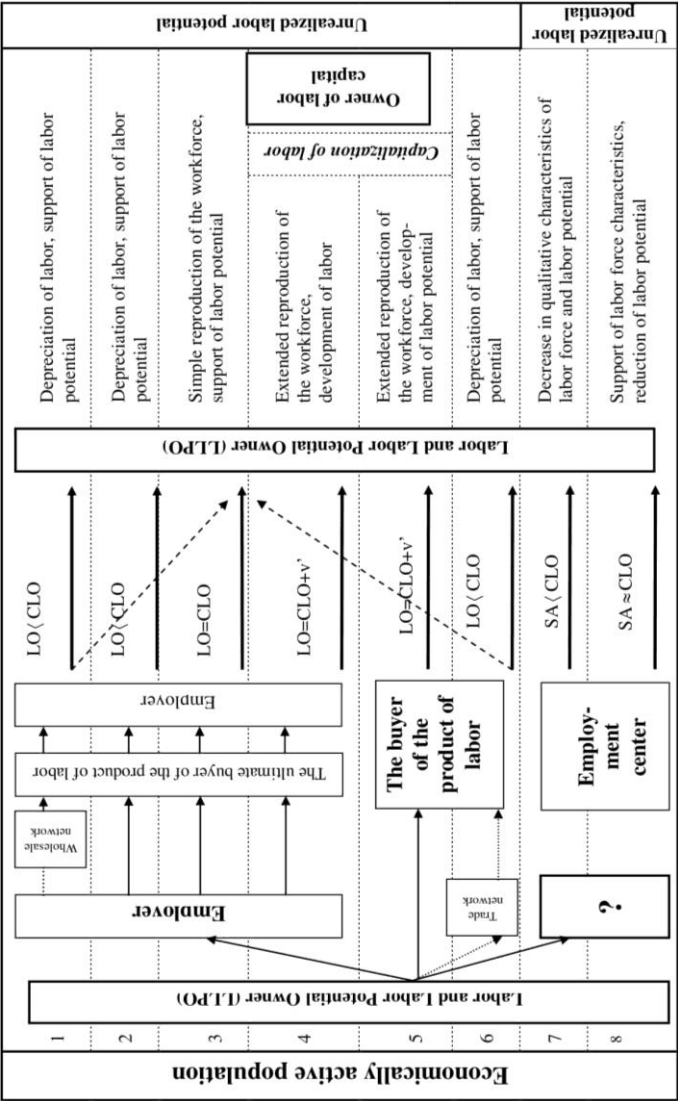 Economically active population
1
2
3
4
5
6
7
8
Labor and Labor Potential Owner (LLPO)
Employer
Trade
network
?
Wholesale
network
The ultimate buyer of the product of labor
Employer
The buyer
of the
product of
labor
Employ-
ment
center
LO⟨ CLO
LO⟨ CLO
LO=CLO
LO=CLO+v'
LO=CLO+v'
LO⟨ CLO
SA⟨ CLO
SA≈CLO
Labor and Labor Potential Owner (LLPO)
Depreciation of labor, support of labor
potential
Depreciation of labor, support of labor
potential
Simple reproduction of the workforce,
support of labor potential
Extended reproduction of
the workforce,
development of labor
Extended reproduction of
the workforce, develop-
ment of labor potential
Depreciation of labor, support of labor
potential
Decrease in qualitative characteristics of
labor force and labor potential
Support of labor force characteristics,
reduction of labor potential
Capitalization of labor
Owner of labor
capital
Unrealized labor potential
Unrealized labor
potential